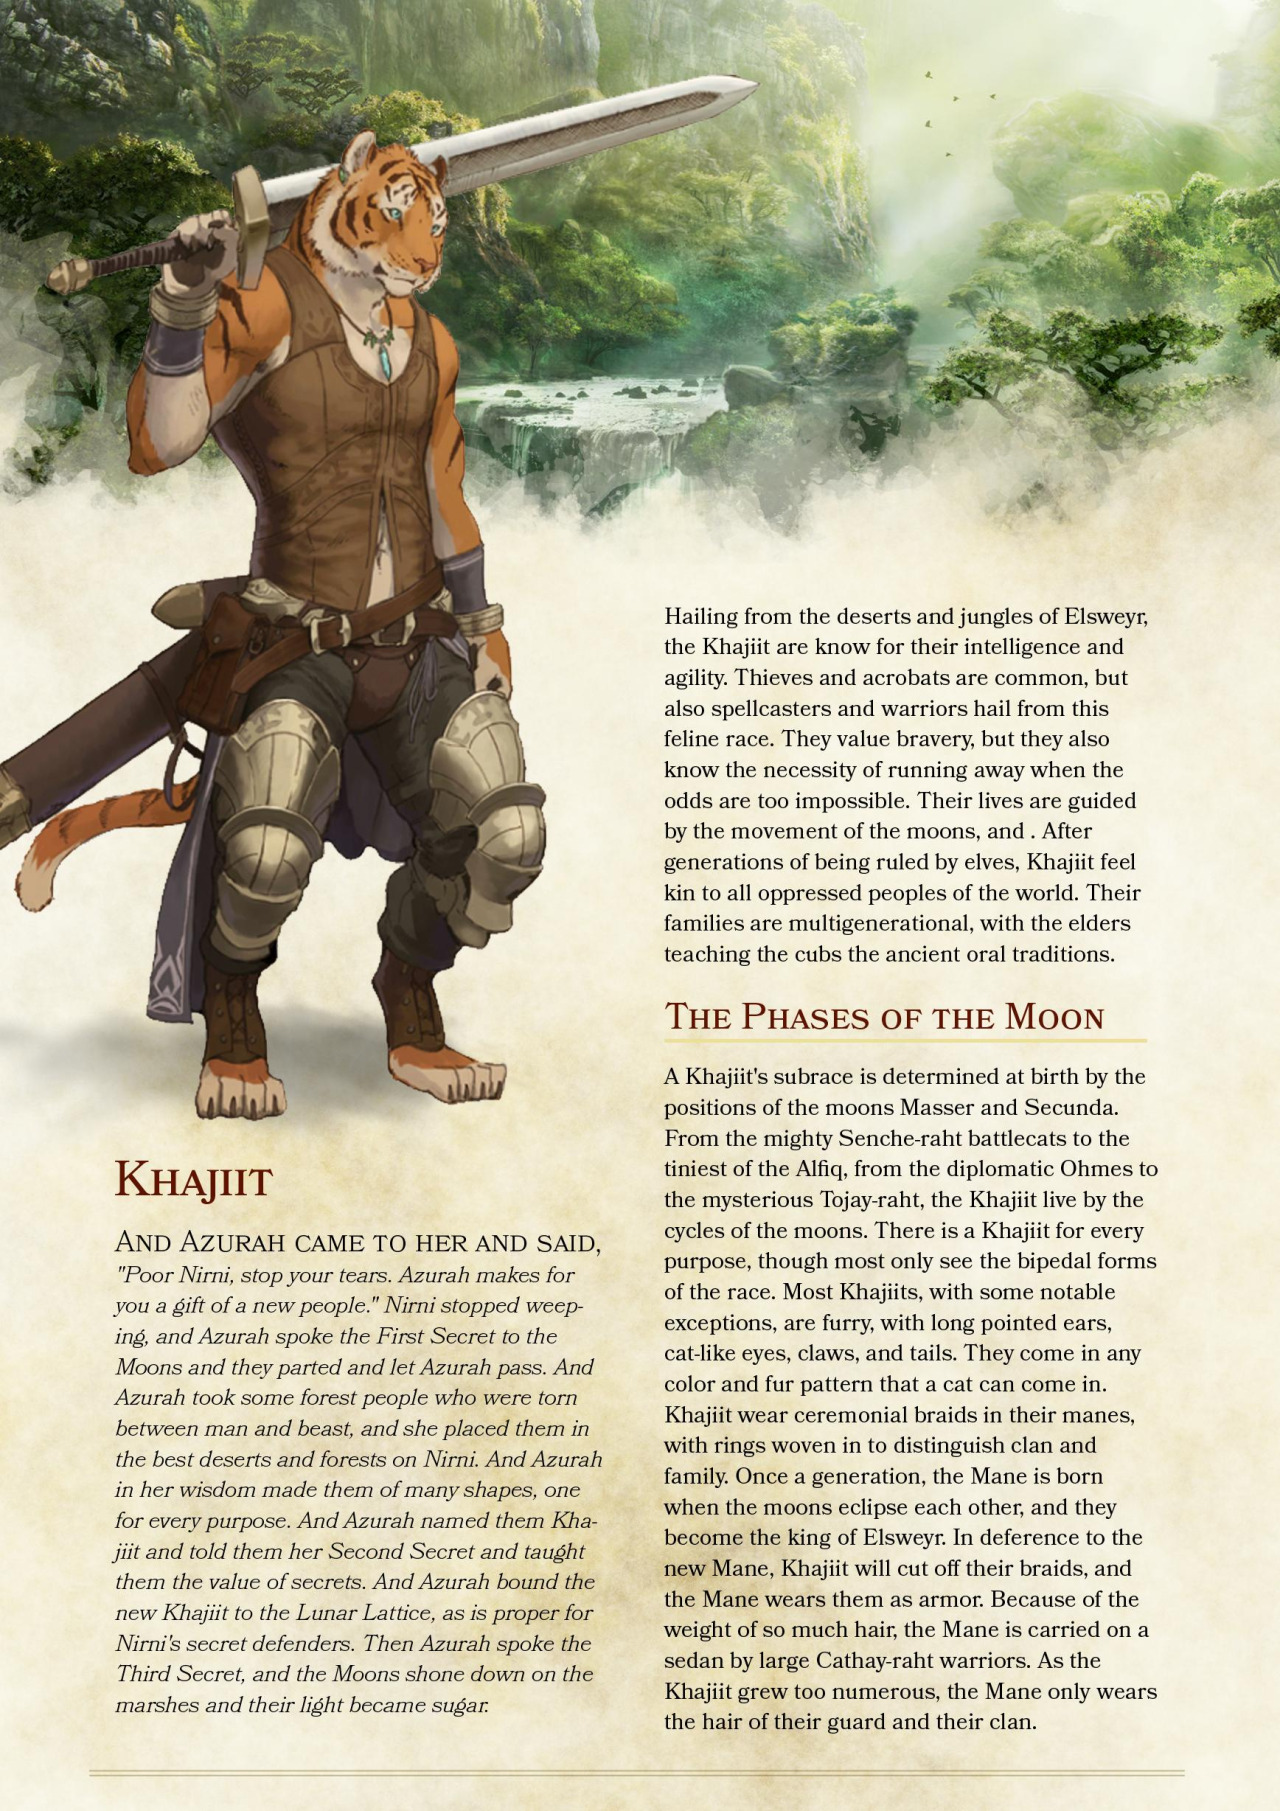 Khajiit
And Azurah came to her and said,
"Poor Nirni, stop your tears. Azurah makes for
you a gift of a new people." Nirni stopped weep-
ing, and Azurah spoke the First Secret to the
Moons and they parted and let Azurah pass. And
Azurah took some forest people who were torn
between man and beast, and she placed them in
the best deserts and forests on Nirni. And Azurah
in her wisdom made them of many shapes, one
for every purpose. And Azurah named them Kha-
jiit and told them her Second Secret and taught
them the value of secrets. And Azurah bound the
new Khajiit to the Lunar Lattice, as is proper for
Nirni's secret defenders. Then Azurah spoke the
Third Secret, and the Moons shone down on the
marshes and their light became sugar.
Hailing from the deserts and jungles of Elsweyr,
the Khajiit are know for their intelligence and
agility. Thieves and acrobats are common, but
also spellcasters and warriors hail from this
feline race. They value bravery, but they also
know the necessity of running away when the
odds are too impossible. Their lives are guided
by the movement of the moons, and . After
generations of being ruled by elves, Khajiit feel
kin to all oppressed peoples of the world. Their
families are multigenerational, with the elders
teaching the cubs the ancient oral traditions.
The Phases of the Moon
A Khajiit's subrace is determined at birth by the
positions of the moons Masser and Secunda.
From the mighty Senche-raht battlecats to the
tiniest of the Alfiq, from the diplomatic Ohmes to
the mysterious Tojay-raht, the Khajiit live by the
cycles of the moons. There is a Khajiit for every
purpose, though most only see the bipedal forms
of the race. Most Khajiits, with some notable
exceptions, are furry, with long pointed ears,
cat-like eyes, claws, and tails. They come in any
color and fur pattern that a cat can come in.
Khajiit wear ceremonial braids in their manes,
with rings woven in to distinguish clan and
family. Once a generation, the Mane is born
when the moons eclipse each other, and they
become the king of Elsweyr. In deference to the
new Mane, Khajiit will cut off their braids, and
the Mane wears them as armor. Because of the
weight of so much hair, the Mane is carried on a
sedan by large Cathay-raht warriors. As the
Khajiit grew too numerous, the Mane only wears
the hair of their guard and their clan.